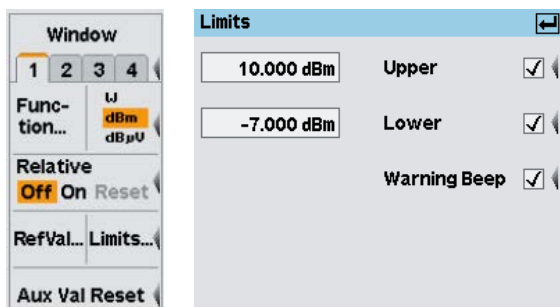 Window
1 2 3 4
Func-
tion...
W
dBm
dBµV
Relative
Off On Reset
RefVal... Limits...
Aux Val Reset
Limits
10.000 dBm Upper
-7.000 dBm Lower
Warning Beep